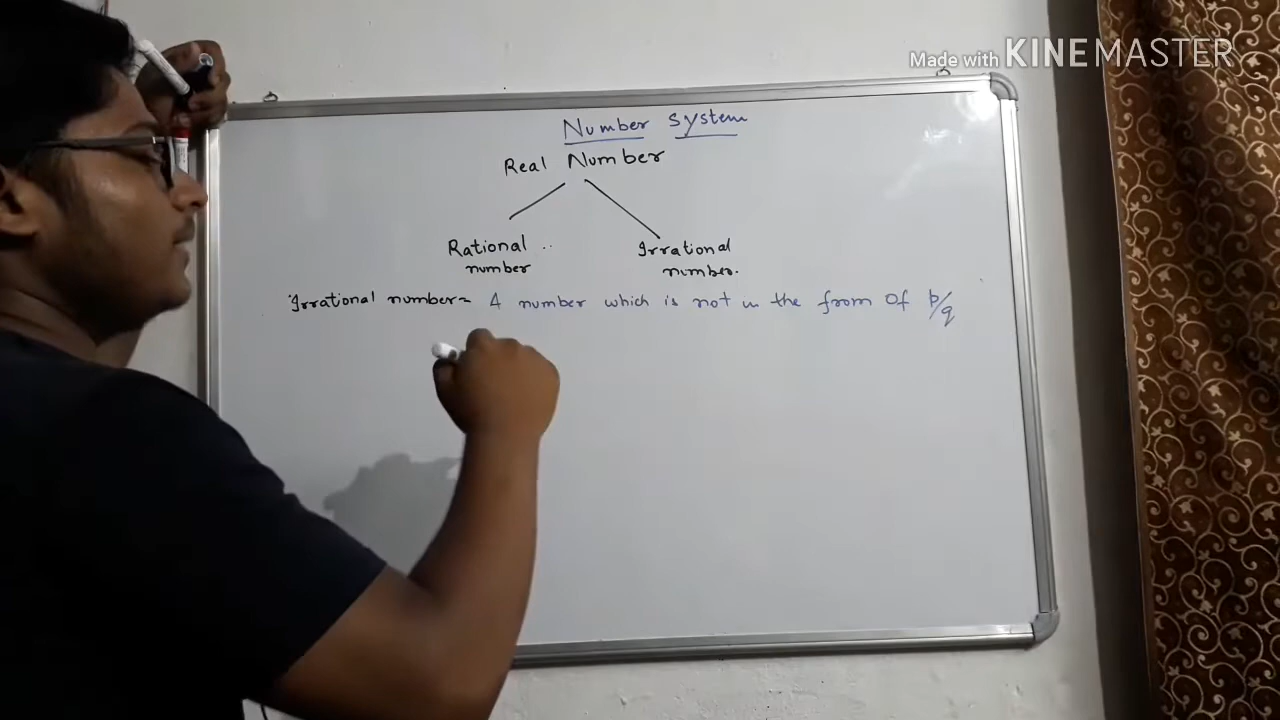 Made with KINEMASTER
Number System
Real Number
Rational .. Irrational
number number.
Irrational number= A number which is not in the from of p/q